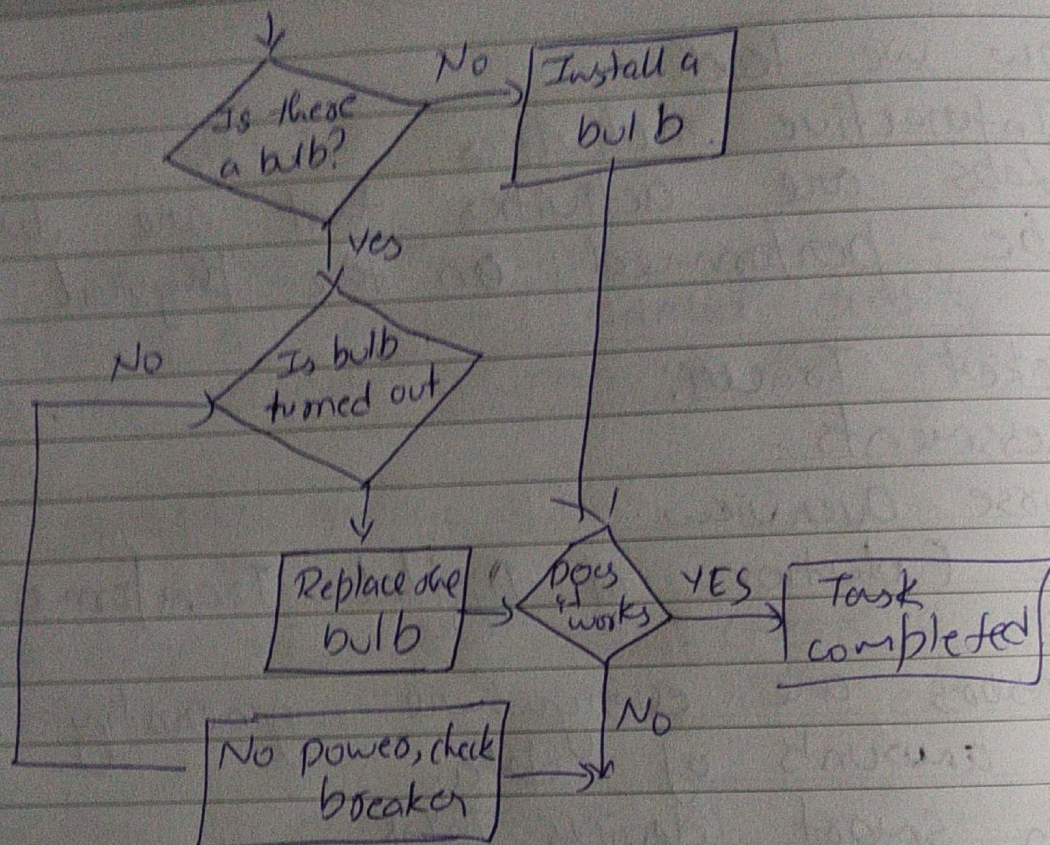 No
Install a
bulb
Is there
a bulb?
yes
No
Is bulb
turned out
Replace the
bulb
Does
it works
YES
Task
completed
No
No power, check
breaker